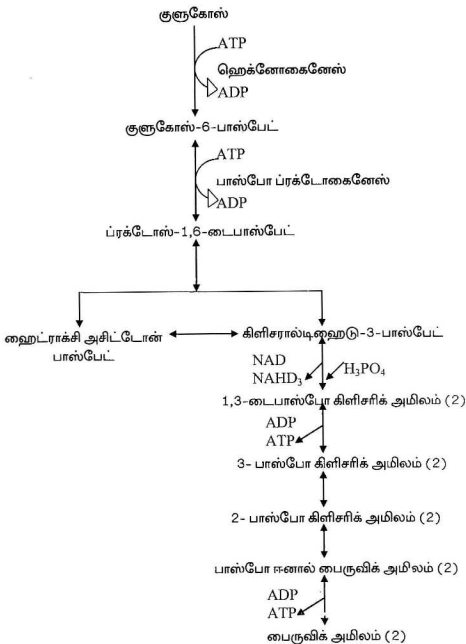 குளுகோஸ்
ATP
ஹெக்னோகைனேஸ்
ADP
குளுகோஸ்-6-பாஸ்பேட்
ATP
பாஸ்போ ப்ரக்டோகைனேஸ்
ADP
ப்ரக்டோஸ்-1,6-டைபாஸ்பேட்
ஹைட்ராக்சி அசிட்டோன்
பாஸ்பேட்
கிளிசரால்டிஹைடு-3-பாஸ்பேட்
NAD
NAHD₃
H₃PO₄
1,3-டைபாஸ்போ கிளிசரிக் அமிலம் (2)
ADP
ATP
3- பாஸ்போ கிளிசரிக் அமிலம் (2)
2- பாஸ்போ கிளிசரிக் அமிலம் (2)
பாஸ்போ ஈனால் பைருவிக் அமிலம் (2)
ADP
ATP
பைருவிக் அமிலம் (2)